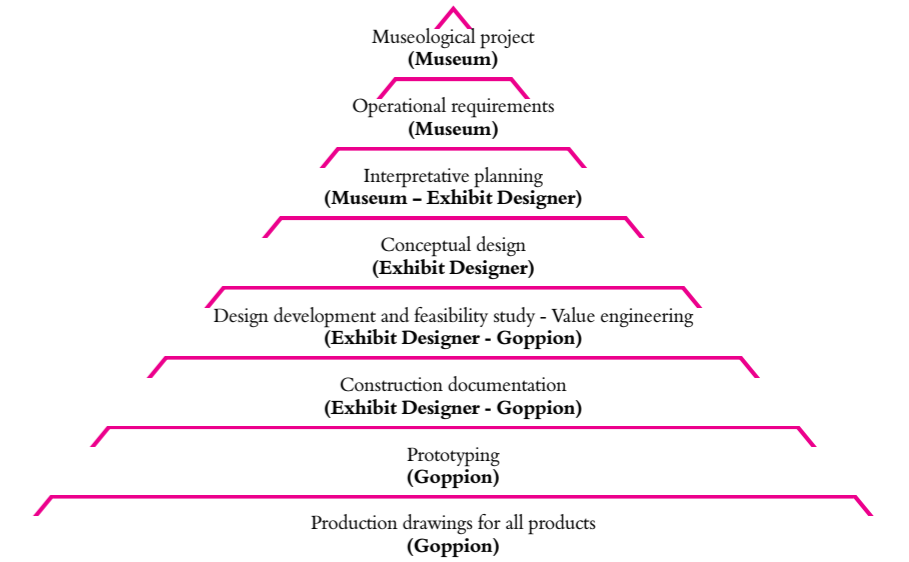 Museological project
(Museum)
Operational requirements
(Museum)
Interpretative planning
(Museum – Exhibit Designer)
Conceptual design
(Exhibit Designer)
Design development and feasibility study - Value engineering
(Exhibit Designer - Goppion)
Construction documentation
(Exhibit Designer - Goppion)
Prototyping
(Goppion)
Production drawings for all products
(Goppion)